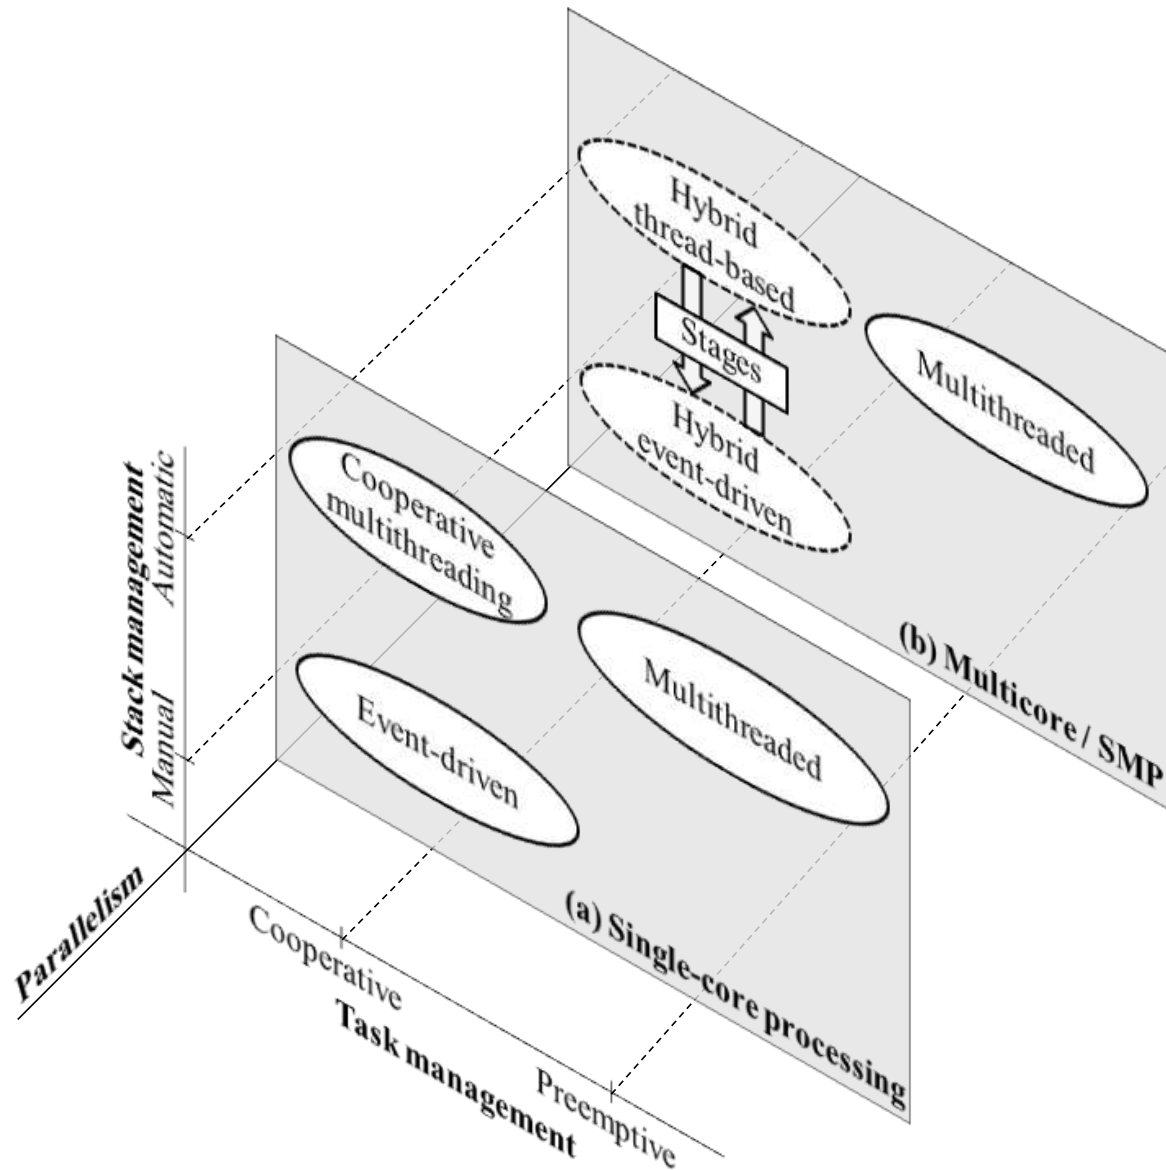 Hybrid
thread-based
Stages
Hybrid
event-driven
Multithreaded
(b) Multicore / SMP
Stack management
Automatic
Manual
Cooperative
multithreading
Event-driven
Multithreaded
(a) Single-core processing
Parallelism
Cooperative
Preemptive
Task management